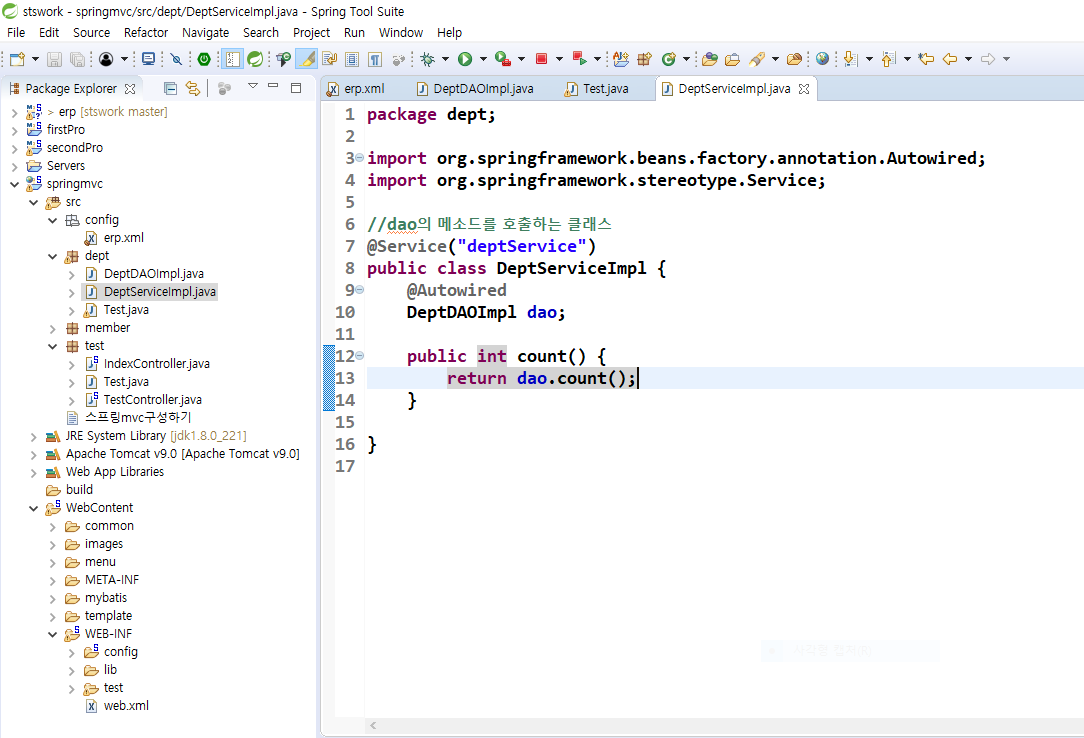 stswork - springmvc/src/dept/DeptServiceImpl.java - Spring Tool Suite
File Edit Source Refactor Navigate Search Project Run Window Help
Package Explorer
erp.xml DeptDAOImpl.java Test.java DeptServiceImpl.java
> erp [stswork master]
firstPro
secondPro
Servers
springmvc
src
config
erp.xml
dept
DeptDAOImpl.java
DeptServiceImpl.java
Test.java
member
test
IndexController.java
Test.java
TestController.java
스프링mvc구성하기
JRE System Library [jdk1.8.0_221]
Apache Tomcat v9.0 [Apache Tomcat v9.0]
Web App Libraries
build
WebContent
common
images
menu
META-INF
mybatis
template
WEB-INF
config
lib
test
web.xml
1 package dept;
2
3 import org.springframework.beans.factory.annotation.Autowired;
4 import org.springframework.stereotype.Service;
5
6 //dao의 메소드를 호출하는 클래스
7 @Service("deptService")
8 public class DeptServiceImpl {
9 @Autowired
10 DeptDAOImpl dao;
11
12 public int count() {
13 return dao.count();
14 }
15
16 }
17